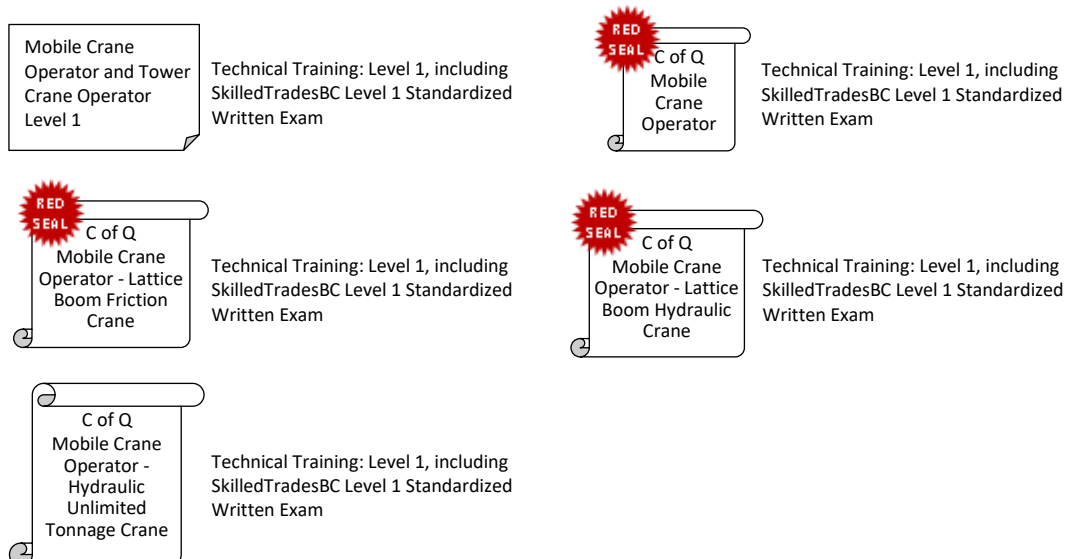 Mobile Crane
Operator and Tower
Crane Operator
Level 1
Technical Training: Level 1, including
SkilledTradesBC Level 1 Standardized
Written Exam
RED
SEAL
C of Q
Mobile
Crane
Operator
Technical Training: Level 1, including
SkilledTradesBC Level 1 Standardized
Written Exam
RED
SEAL
C of Q
Mobile Crane
Operator - Lattice
Boom Friction
Crane
Technical Training: Level 1, including
SkilledTradesBC Level 1 Standardized
Written Exam
RED
SEAL
C of Q
Mobile Crane
Operator - Lattice
Boom Hydraulic
Crane
Technical Training: Level 1, including
SkilledTradesBC Level 1 Standardized
Written Exam
C of Q
Mobile Crane
Operator -
Hydraulic
Unlimited
Tonnage Crane
Technical Training: Level 1, including
SkilledTradesBC Level 1 Standardized
Written Exam